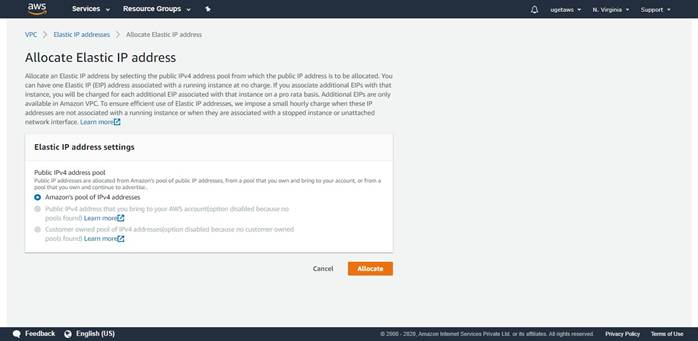 aws Services Resource Groups ugetaws N. Virginia Support
VPC > Elastic IP addresses > Allocate Elastic IP address
Allocate Elastic IP address
Allocate an Elastic IP address by selecting the public IPv4 address pool from which the public IP address is to be allocated. You
can have one Elastic IP (EIP) address associated with a running instance at no charge. If you associate additional EIPs with that
instance, you will be charged for each additional EIP associated with that instance on a pro rata basis. Additional EIPs are only
available in Amazon VPC. To ensure efficient use of Elastic IP addresses, we impose a small hourly charge when these IP
addresses are not associated with a running instance or when they are associated with a stopped instance or unattached
network interface. Learn more
Elastic IP address settings
Public IPv4 address pool
Public IP addresses are allocated from Amazon's pool of public IP addresses, from a pool that you own and bring to your account, or from a
pool that you own and continue to advertise..
Amazon's pool of IPv4 addresses
Public IPv4 address that you bring to your AWS account(option disabled because no
pools found) Learn more
Customer owned pool of IPv4 addresses(option disabled because no customer owned
pools found) Learn more
Cancel Allocate
Feedback English (US) © 2008 - 2020, Amazon Internet Services Private Ltd. or its affiliates. All rights reserved. Privacy Policy Terms of Use